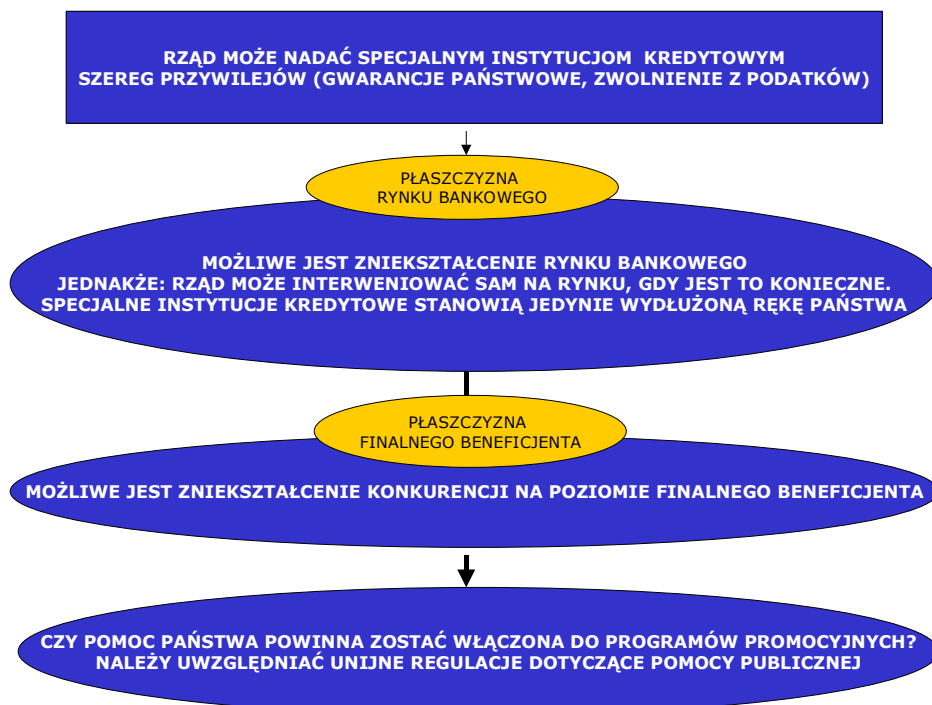 RZĄD MOŻE NADAĆ SPECJALNYM INSTYTUCJOM KREDYTOWYM
SZEREG PRZYWILEJÓW (GWARANCJE PAŃSTWOWE, ZWOLNIENIE Z PODATKÓW)
PŁASZCZYZNA
RYNKU BANKOWEGO
MOŻLIWE JEST ZNIEKSZTAŁCENIE RYNKU BANKOWEGO
JEDNAKŻE: RZĄD MOŻE INTERWENIOWAĆ SAM NA RYNKU, GDY JEST TO KONIECZNE.
SPECJALNE INSTYTUCJE KREDYTOWE STANOWIĄ JEDYNIE WYDŁUŻONĄ RĘKĘ PAŃSTWA
PŁASZCZYZNA
FINALNEGO BENEFICJENTA
MOŻLIWE JEST ZNIEKSZTAŁCENIE KONKURENCJI NA POZIOMIE FINALNEGO BENEFICJENTA
CZY POMOC PAŃSTWA POWINNA ZOSTAĆ WŁĄCZONA DO PROGRAMÓW PROMOCYJNYCH?
NALEŻY UWZGLĘDNIAĆ UNIJNE REGULACJE DOTYCZĄCE POMOCY PUBLICZNEJ